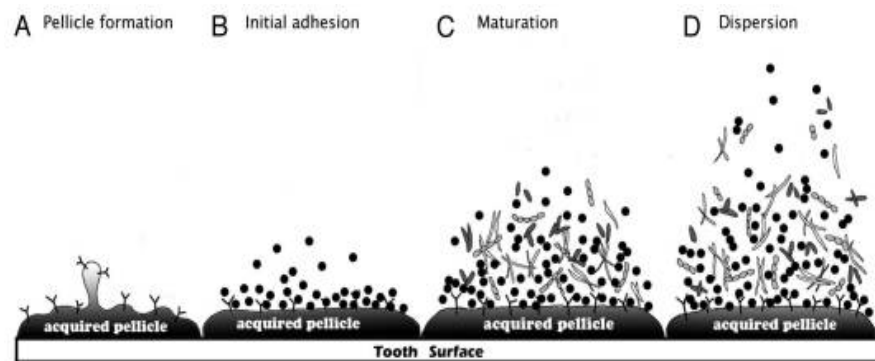 A Pellicle formation
B Initial adhesion
C Maturation
D Dispersion
acquired pellicle
acquired pellicle
acquired pellicle
acquired pellicle
Tooth Surface